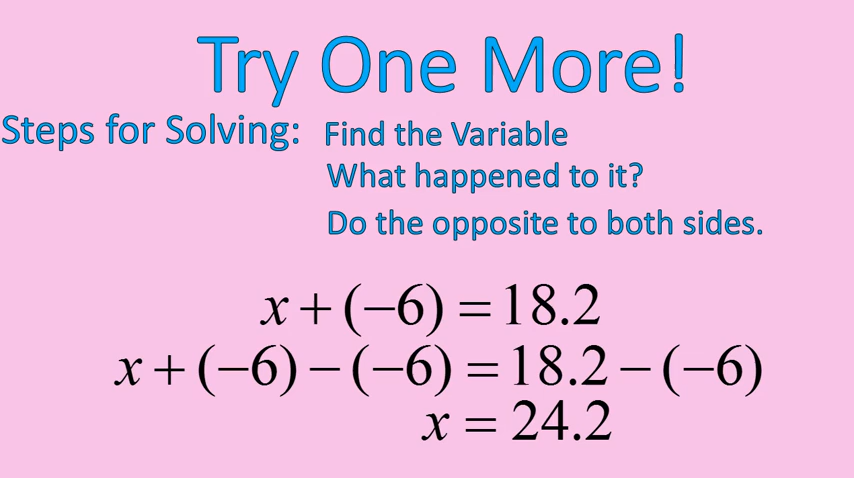 Try One More!
Steps for Solving: Find the Variable
What happened to it?
Do the opposite to both sides.
x + (−6) = 18.2
x + (−6) − (−6) = 18.2 − (−6)
x = 24.2